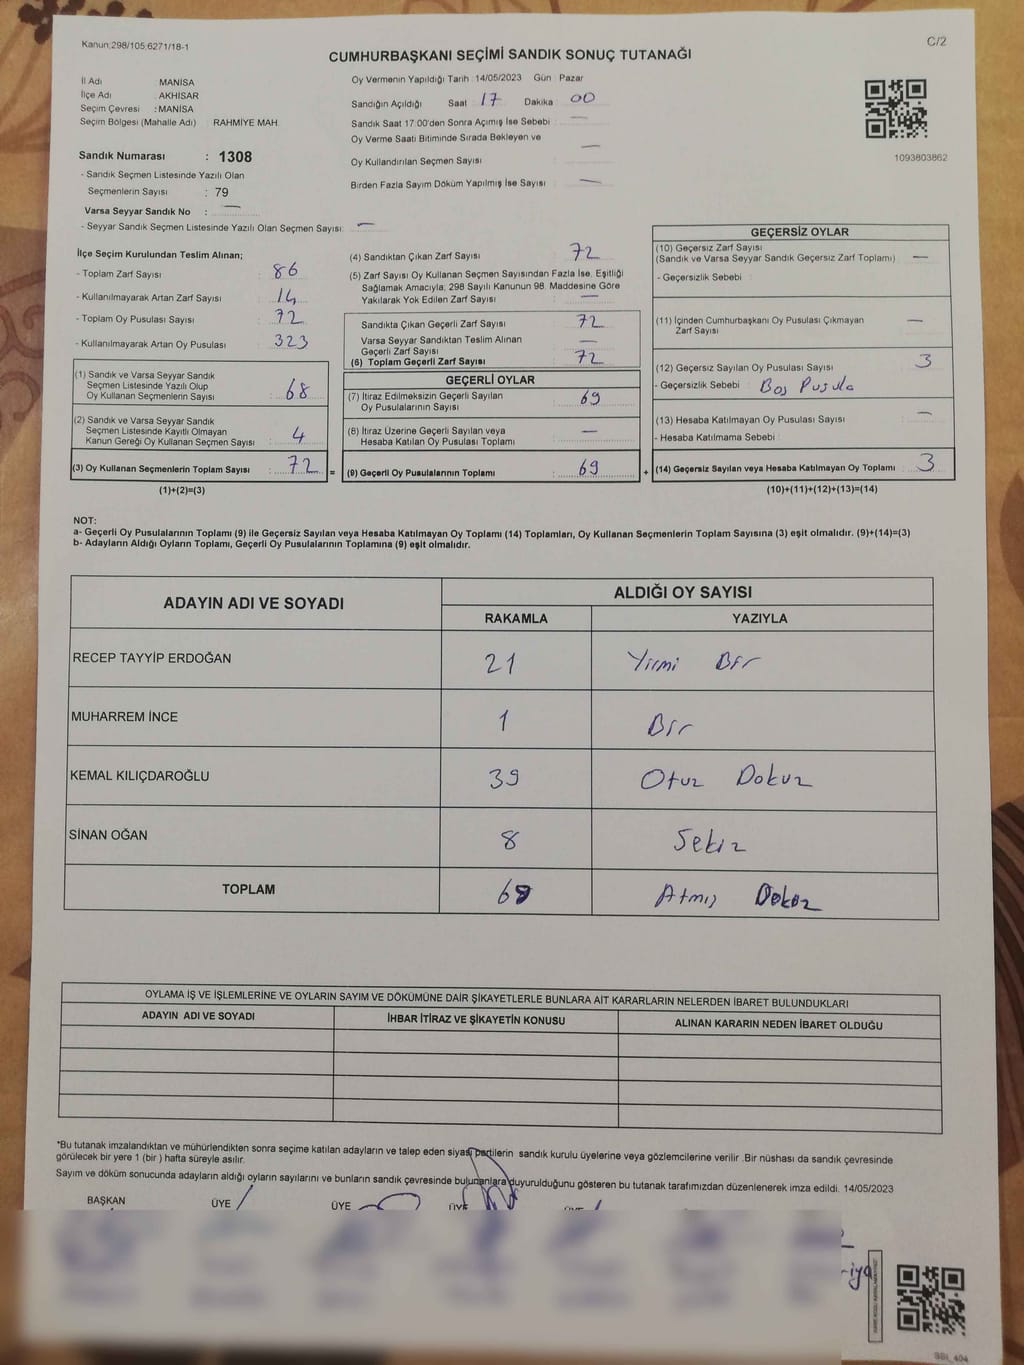 Kanun;298/105;6271/18-1
C/2
CUMHURBAŞKANI SEÇİMİ SANDIK SONUÇ TUTANAĞI
İl Adı MANİSA
İlçe Adı AKHİSAR
Seçim Çevresi : MANİSA
Seçim Bölgesi (Mahalle Adı) : RAHMİYE MAH.
Sandık Numarası : 1308
- Sandık Seçmen Listesinde Yazılı Olan
Seçmenlerin Sayısı : 79
Varsa Seyyar Sandık No : —
- Seyyar Sandık Seçmen Listesinde Yazılı Olan Seçmen Sayısı: —
Oy Vermenin Yapıldığı Tarih : 14/05/2023 Gün : Pazar
Sandığın Açıldığı Saat 17 Dakika 00
Sandık Saat 17:00'den Sonra Açımış İse Sebebi : —
Oy Verme Saati Bitiminde Sırada Bekleyen ve
Oy Kullandırılan Seçmen Sayısı —
Birden Fazla Sayım Döküm Yapılmış İse Sayısı —
1093803862
İlçe Seçim Kurulundan Teslim Alınan;
- Toplam Zarf Sayısı : 86
- Kullanılmayarak Artan Zarf Sayısı : 14
- Toplam Oy Pusulası Sayısı : 72
- Kullanılmayarak Artan Oy Pusulası : 323
(1) Sandık ve Varsa Seyyar Sandık
Seçmen Listesinde Yazılı Olup
Oy Kullanan Seçmenlerin Sayısı : 68
(2) Sandık ve Varsa Seyyar Sandık
Seçmen Listesinde Kayıtlı Olmayan
Kanun Gereği Oy Kullanan Seçmen Sayısı : 4
(3) Oy Kullanan Seçmenlerin Toplam Sayısı : 72 =
(1)+(2)=(3)
(4) Sandıktan Çıkan Zarf Sayısı : 72
(5) Zarf Sayısı Oy Kullanan Seçmen Sayısından Fazla İse, Eşitliği
Sağlamak Amacıyla; 298 Sayılı Kanunun 98. Maddesine Göre
Yakılarak Yok Edilen Zarf Sayısı : —
Sandıkta Çıkan Geçerli Zarf Sayısı : 72
Varsa Seyyar Sandıktan Teslim Alınan
Geçerli Zarf Sayısı : —
(6) Toplam Geçerli Zarf Sayısı : 72
GEÇERLİ OYLAR
(7) İtiraz Edilmeksizin Geçerli Sayılan
Oy Pusulalarının Sayısı : 69
(8) İtiraz Üzerine Geçerli Sayılan veya
Hesaba Katılan Oy Pusulası Toplamı : —
(9) Geçerli Oy Pusulalarının Toplamı : 69 +
GEÇERSİZ OYLAR
(10) Geçersiz Zarf Sayısı
(Sandık ve Varsa Seyyar Sandık Geçersiz Zarf Toplamı) : —
- Geçersizlik Sebebi :
(11) İçinden Cumhurbaşkanı Oy Pusulası Çıkmayan
Zarf Sayısı : —
(12) Geçersiz Sayılan Oy Pusulası Sayısı : 3
- Geçersizlik Sebebi : Boş Pusula
(13) Hesaba Katılmayan Oy Pusulası Sayısı : —
- Hesaba Katılmama Sebebi :
(14) Geçersiz Sayılan veya Hesaba Katılmayan Oy Toplamı : 3
(10)+(11)+(12)+(13)=(14)
NOT:
a- Geçerli Oy Pusulalarının Toplamı (9) ile Geçersiz Sayılan veya Hesaba Katılmayan Oy Toplamı (14) Toplamları, Oy Kullanan Seçmenlerin Toplam Sayısına (3) eşit olmalıdır. (9)+(14)=(3)
b- Adayların Aldığı Oyların Toplamı, Geçerli Oy Pusulalarının Toplamına (9) eşit olmalıdır.
ADAYIN ADI VE SOYADI ALDIĞI OY SAYISI
RAKAMLA YAZIYLA
RECEP TAYYİP ERDOĞAN 21 Yirmi Bir
MUHARREM İNCE 1 Bir
KEMAL KILIÇDAROĞLU 39 Otuz Dokuz
SİNAN OĞAN 8 Sekiz
TOPLAM 69 Atmış Dokuz
OYLAMA İŞ VE İŞLEMLERİNE VE OYLARIN SAYIM VE DÖKÜMÜNE DAİR ŞİKAYETLERLE BUNLARA AİT KARARLARIN NELERDEN İBARET BULUNDUKLARI
ADAYIN ADI VE SOYADI İHBAR İTİRAZ VE ŞİKAYETİN KONUSU ALINAN KARARIN NEDEN İBARET OLDUĞU
*Bu tutanak imzalandıktan ve mühürlendikten sonra seçime katılan adayların ve talep eden siyasi partilerin sandık kurulu üyelerine veya gözlemcilerine verilir .Bir nüshası da sandık çevresinde
görülecek bir yere 1 (bir ) hafta süreyle asılır.
Sayım ve döküm sonucunda adayların aldığı oyların sayılarını ve bunların sandık çevresinde bulunanlara duyurulduğunu gösteren bu tutanak tarafımızdan düzenlenerek imza edildi. 14/05/2023
BAŞKAN ÜYE ÜYE ÜYE